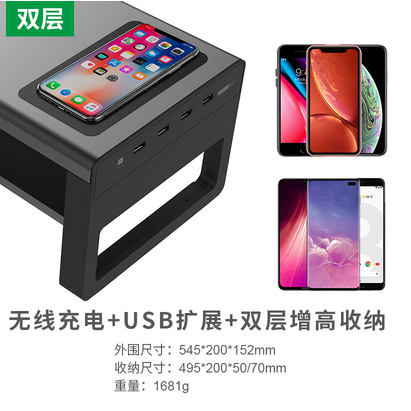 双层
无线充电+USB扩展+双层增高收纳
外围尺寸：545*200*152mm
收纳尺寸：495*200*50/70mm
重量：1681g